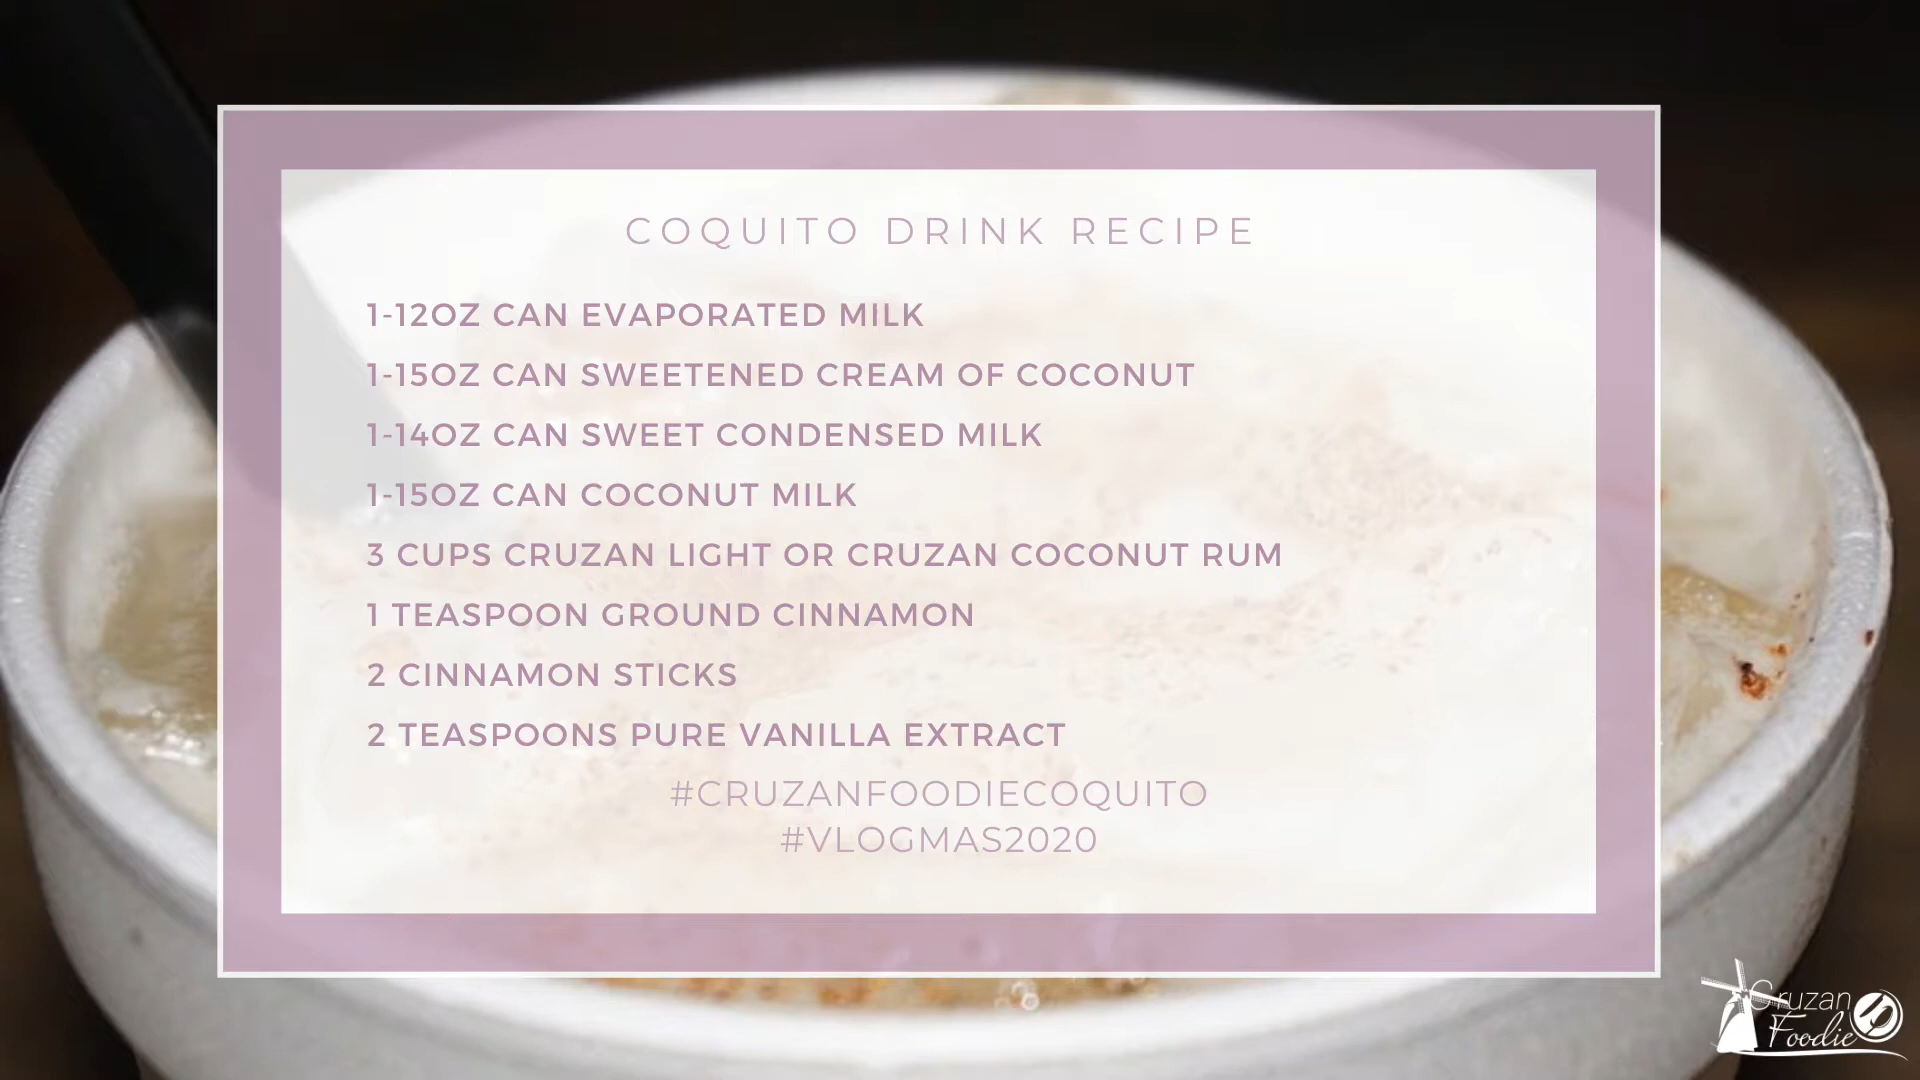 COQUITO DRINK RECIPE
1-12OZ CAN EVAPORATED MILK
1-15OZ CAN SWEETENED CREAM OF COCONUT
1-14OZ CAN SWEET CONDENSED MILK
1-15OZ CAN COCONUT MILK
3 CUPS CRUZAN LIGHT OR CRUZAN COCONUT RUM
1 TEASPOON GROUND CINNAMON
2 CINNAMON STICKS
2 TEASPOONS PURE VANILLA EXTRACT
#CRUZANFOODIECOQUITO
#VLOGMAS2020
Cruzan
Foodie